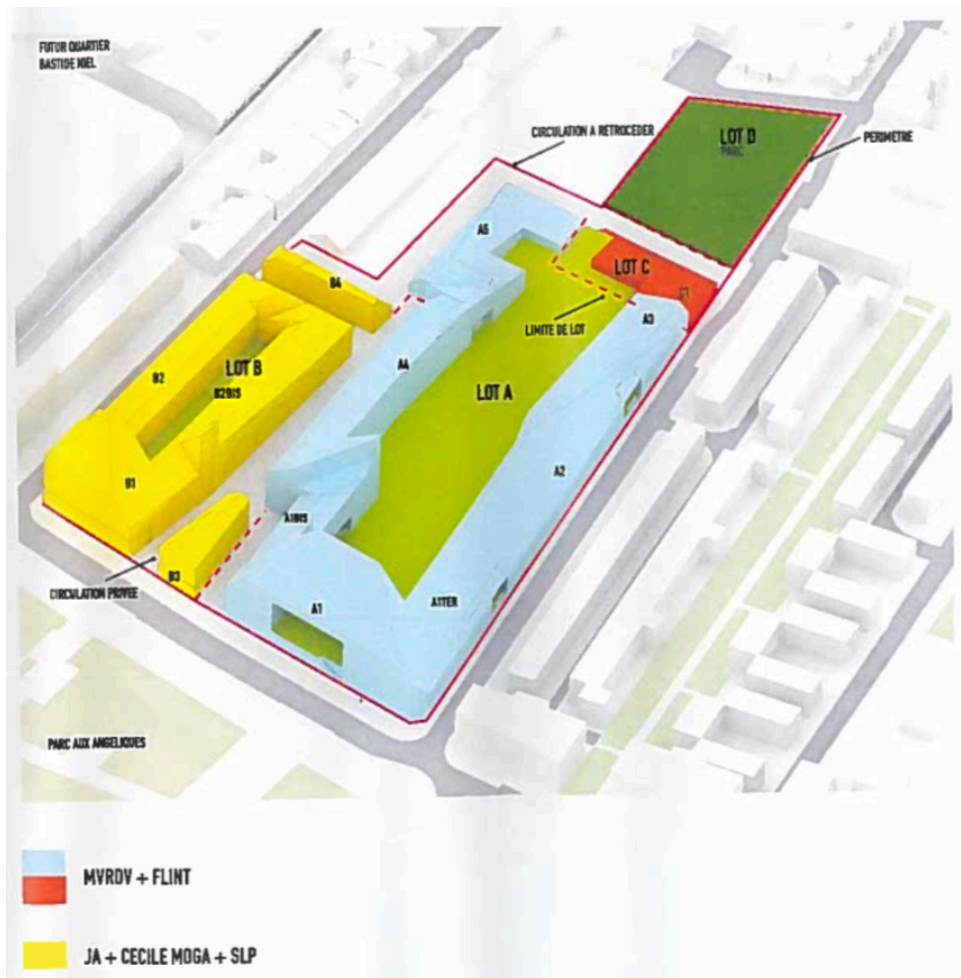 FUTUR QUARTIER
BASTIDE NIEL
CIRCULATION A RETROCEDER
LOT D
PARC
PERIMETRE
A5
LOT C
C1
B4
LIMITE DE LOT
A3
A4
LOT B
B2
B2BIS
LOT A
A2
B1
A1BIS
B3
CIRCULATION PRIVEE
A1
A1TER
PARC AUX ANGELIQUES
MVRDV + FLINT
JA + CECILE MOGA + SLP